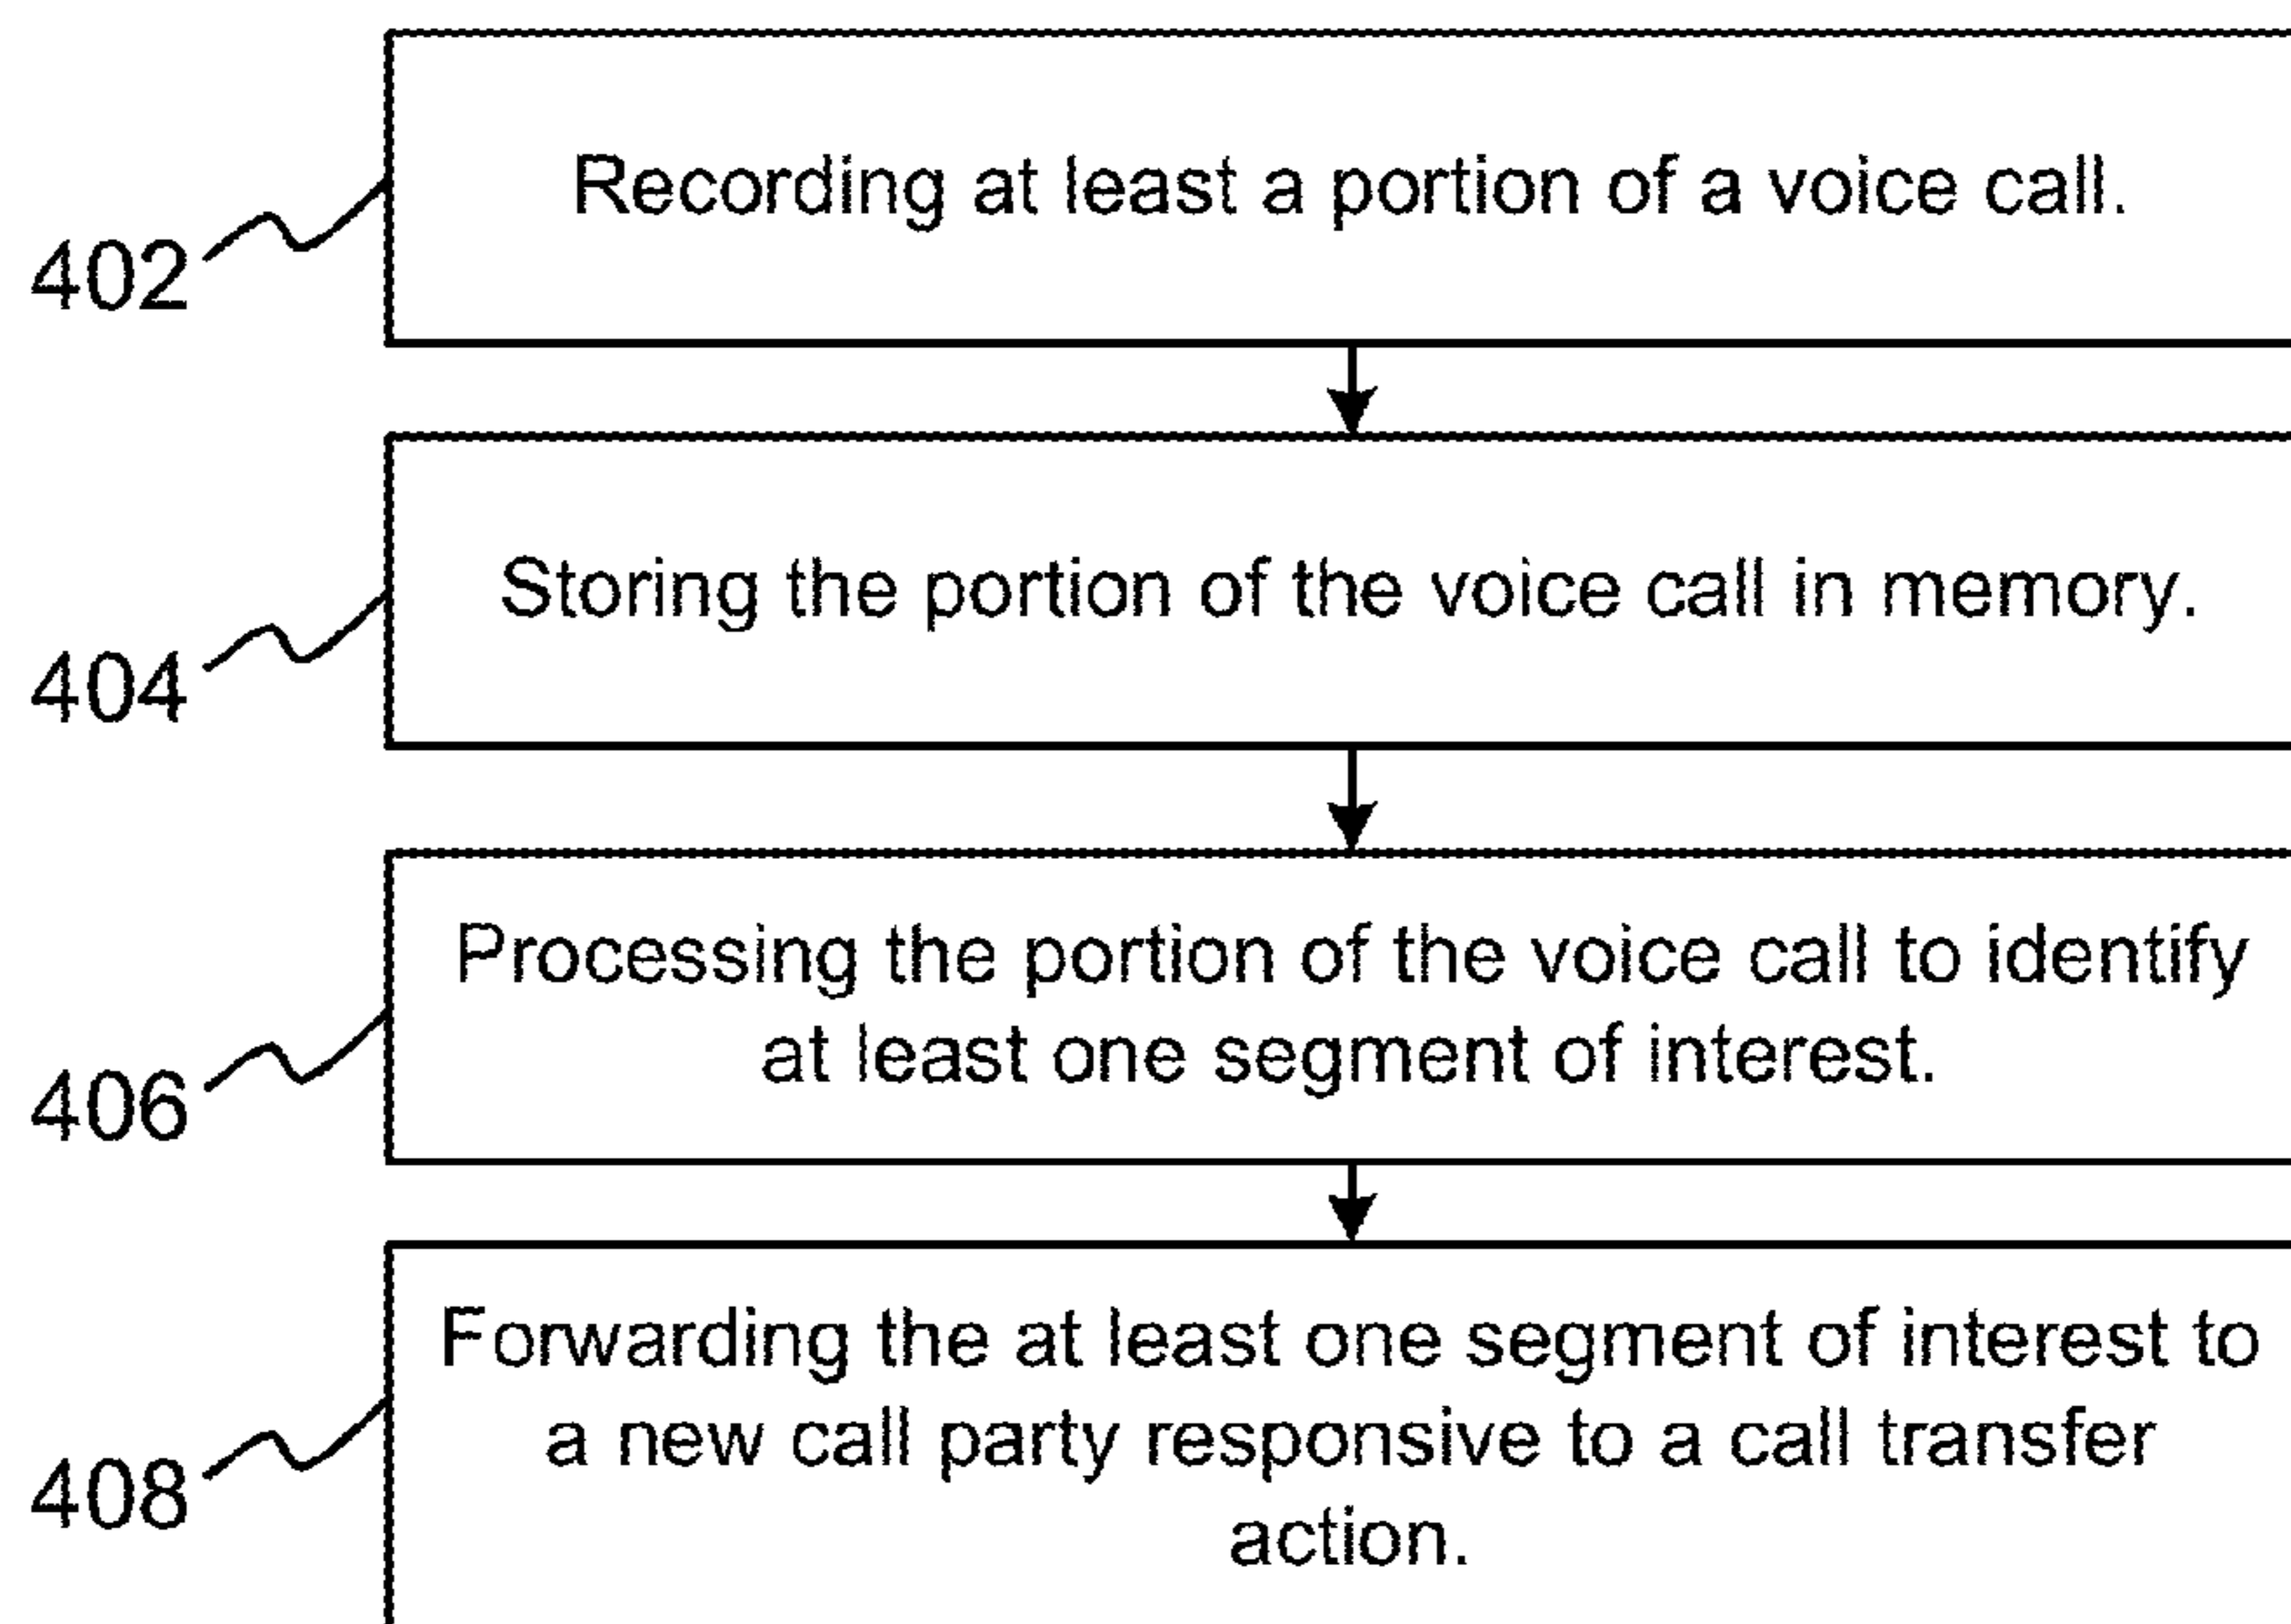 Recording at least a portion of a voice call.
402
Storing the portion of the voice call in memory.
404
Processing the portion of the voice call to identify
at least one segment of interest.
406
Forwarding the at least one segment of interest to
a new call party responsive to a call transfer
action.
408